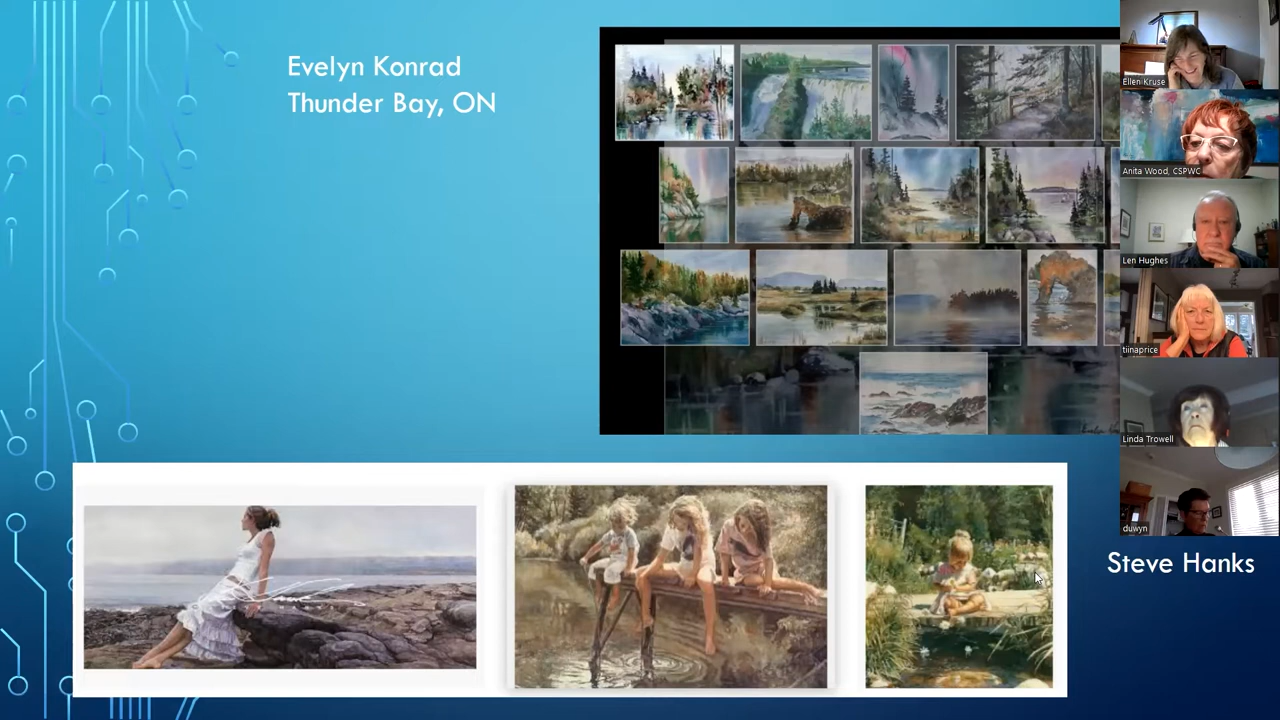 Evelyn Konrad
Thunder Bay, ON
Ellen Kruse
Anita Wood, CSPWC
Len Hughes
tiinaprice
Linda Trowell
duwyn
Steve Hanks